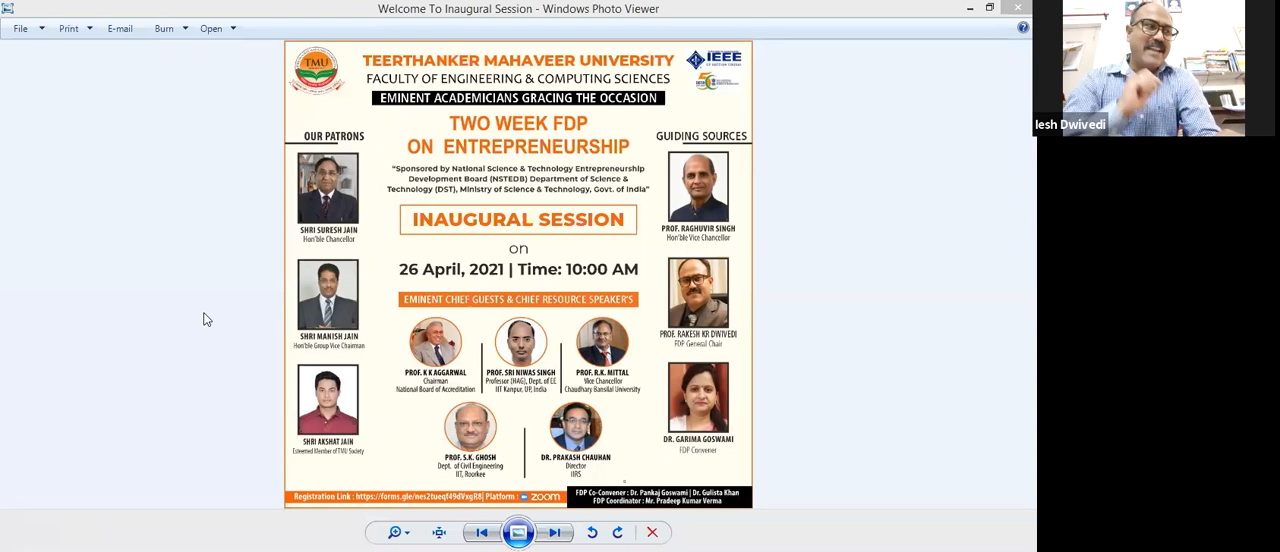 Welcome To Inaugural Session - Windows Photo Viewer
File Print E-mail Burn Open
TMU
TEERTHANKER MAHAVEER UNIVERSITY
FACULTY OF ENGINEERING & COMPUTING SCIENCES
EMINENT ACADEMICIANS GRACING THE OCCASION
IEEE
OUR PATRONS
SHRI SURESH JAIN
Hon'ble Chancellor
SHRI MANISH JAIN
Hon'ble Group Vice Chairman
SHRI AKSHAT JAIN
Esteemed Member of TMU Society
TWO WEEK FDP
ON ENTREPRENEURSHIP
"Sponsored by National Science & Technology Entrepreneurship
Development Board (NSTEDB) Department of Science &
Technology (DST), Ministry of Science & Technology, Govt. of India"
INAUGURAL SESSION
on
26 April, 2021 | Time: 10:00 AM
EMINENT CHIEF GUESTS & CHIEF RESOURCE SPEAKER'S
PROF. K K AGGARWAL
Chairman
National Board of Accreditation
PROF. SRI NIWAS SINGH
Professor (HAG), Dept. of EE
IIT Kanpur, UP, India
PROF. R.K. MITTAL
Vice Chancellor
Chaudhary Bansilal University
PROF. S.K. GHOSH
Dept. of Civil Engineering
IIT, Roorkee
DR. PRAKASH CHAUHAN
Director
IIRS
GUIDING SOURCES
PROF. RAGHUVIR SINGH
Hon'ble Vice Chancellor
PROF. RAKESH KR DWIVEDI
FDP General Chair
DR. GARIMA GOSWAMI
FDP Convener
Registration Link : https://forms.gle/nes2tueqf49dVxgR8| Platform : zoom
FDP Co-Convener : Dr. Pankaj Goswami | Dr. Gulista Khan
FDP Coordinator : Mr. Pradeep Kumar Verma
lesh Dwivedi